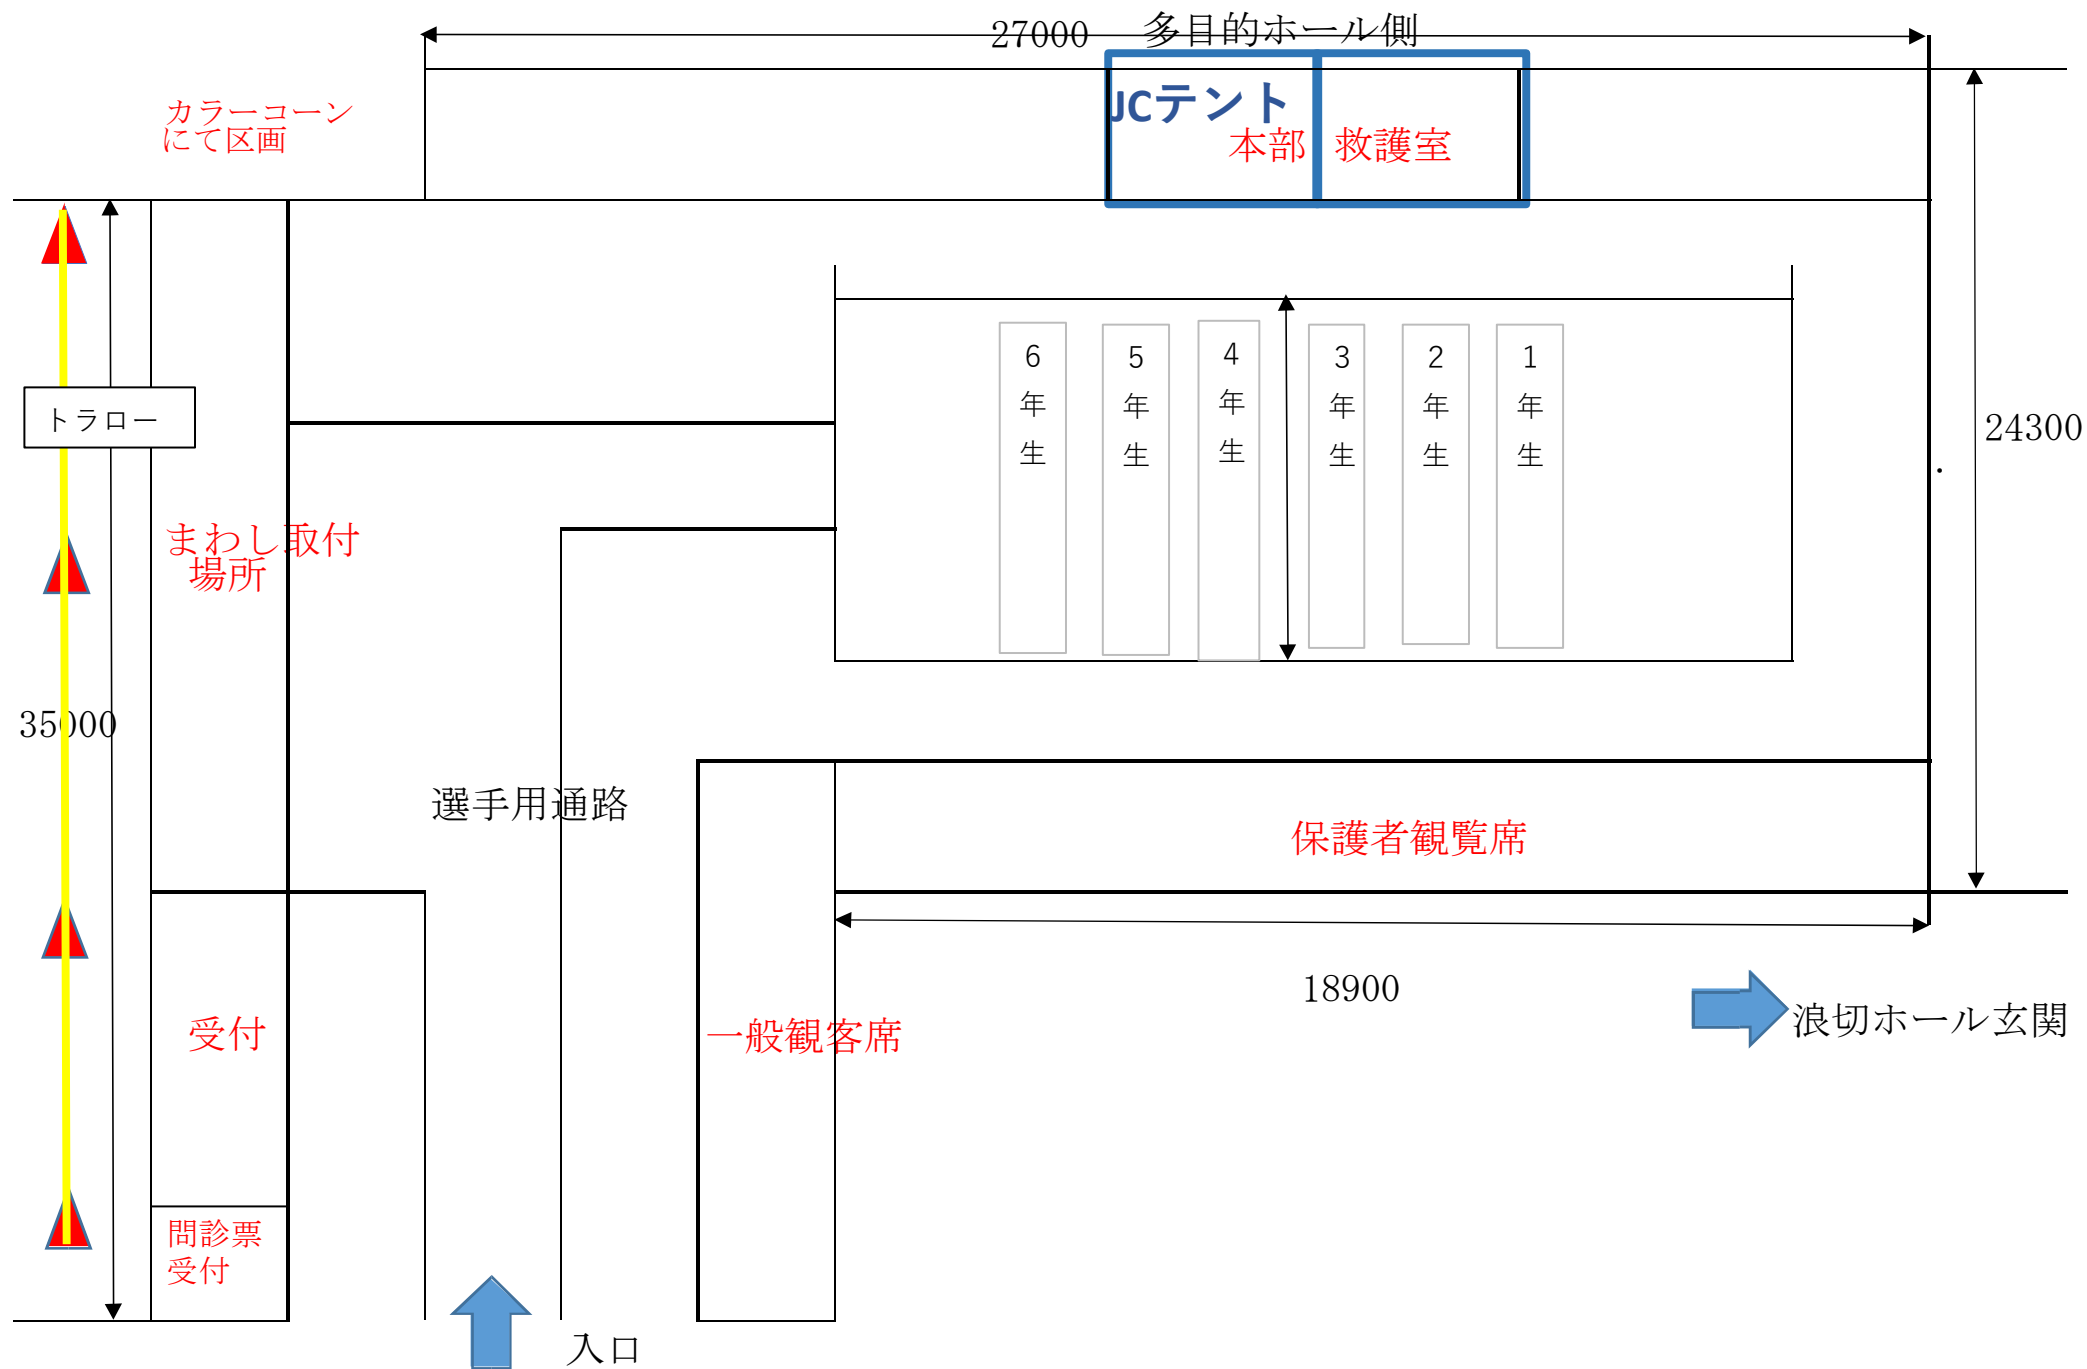 27000
多目的ホール側
JCテント
カラーコーン
にて区画
本部
救護室
6年生
5年生
4年生
3年生
2年生
1年生
トラロー
24300
.
まわし取付
場所
35000
選手用通路
保護者観覧席
18900
受付
一般観客席
浪切ホール玄関
問診票
受付
入口